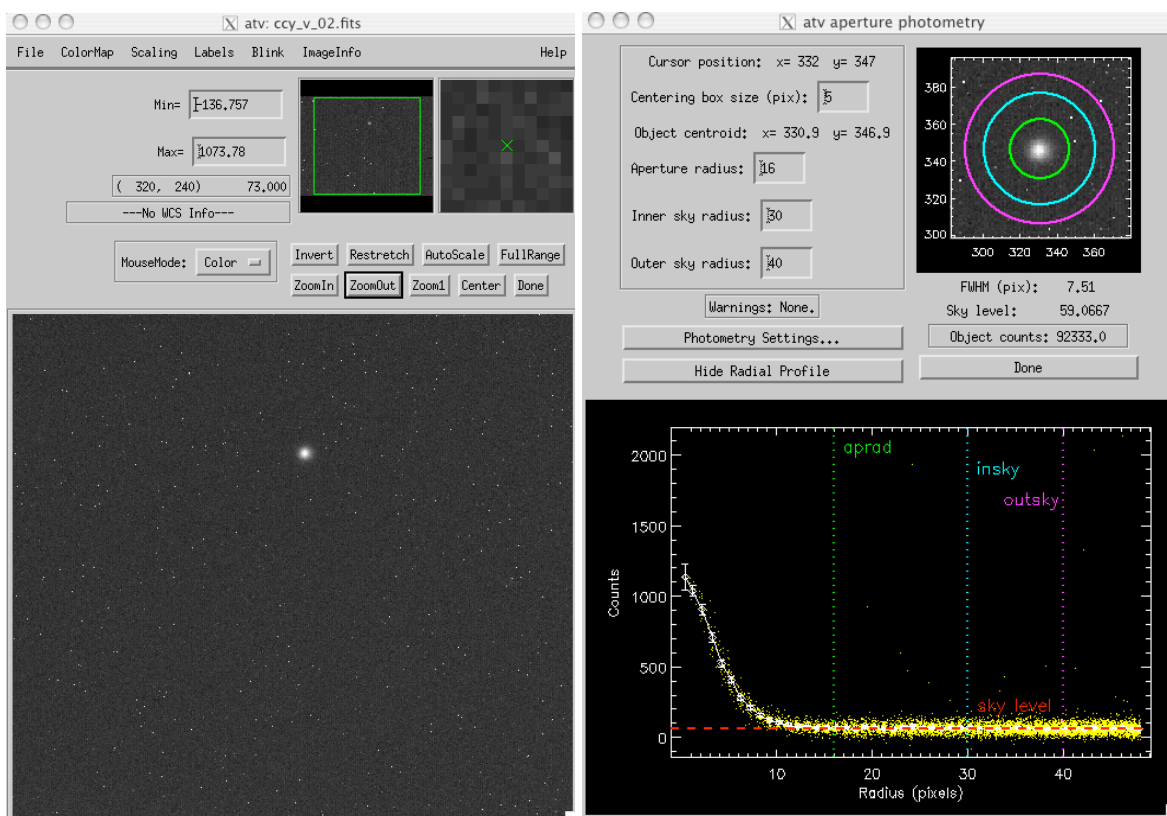 atv: ccy_v_02.fits
File ColorMap Scaling Labels Blink ImageInfo Help
Min= -136.757
Max= 1073.78
( 320, 240) 73.000
---No WCS Info---
MouseMode: Color
Invert Restretch AutoScale FullRange
ZoomIn ZoomOut Zoom1 Center Done
atv aperture photometry
Cursor position: x= 332 y= 347
Centering box size (pix): 5
Object centroid: x= 330.9 y= 346.9
Aperture radius: 16
Inner sky radius: 30
Outer sky radius: 40
Warnings: None.
Photometry Settings...
Hide Radial Profile
380
360
340
320
300
300 320 340 360
FWHM (pix): 7.51
Sky level: 59.0667
Object counts: 92333.0
Done
aprad
insky
outsky
sky level
2000
1500
1000
500
0
Counts
10 20 30 40
Radius (pixels)